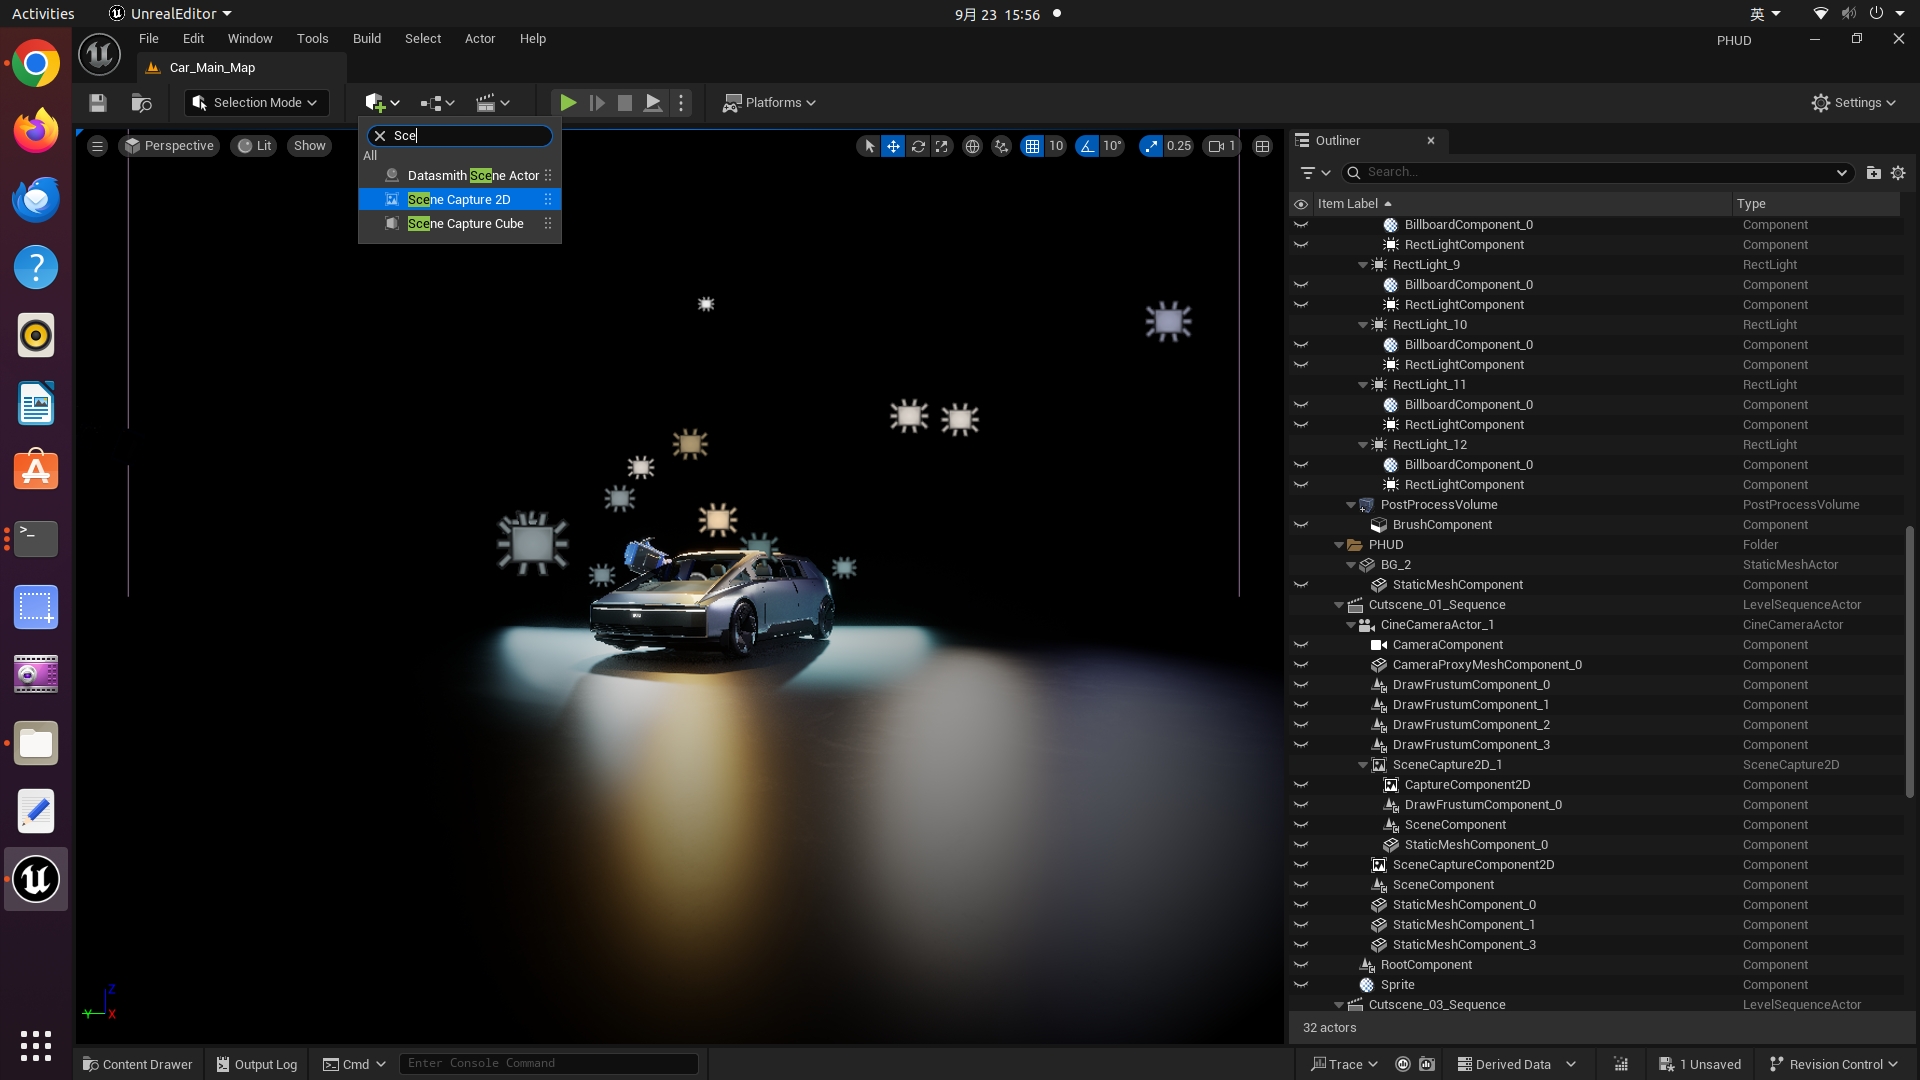 Activities
UnrealEditor
9月 23 15:56
英
File Edit Window Tools Build Select Actor Help
PHUD
Car_Main_Map
Selection Mode
Platforms
Settings
Sce
All
Datasmith Scene Actor
Scene Capture 2D
Scene Capture Cube
Perspective
Lit
Show
10
10°
0.25
1
Outliner
Search...
Item Label
Type
BillboardComponent_0 Component
RectLightComponent Component
RectLight_9 RectLight
BillboardComponent_0 Component
RectLightComponent Component
RectLight_10 RectLight
BillboardComponent_0 Component
RectLightComponent Component
RectLight_11 RectLight
BillboardComponent_0 Component
RectLightComponent Component
RectLight_12 RectLight
BillboardComponent_0 Component
RectLightComponent Component
PostProcessVolume PostProcessVolume
BrushComponent Component
PHUD Folder
BG_2 StaticMeshActor
StaticMeshComponent Component
Cutscene_01_Sequence LevelSequenceActor
CineCameraActor_1 CineCameraActor
CameraComponent Component
CameraProxyMeshComponent_0 Component
DrawFrustumComponent_0 Component
DrawFrustumComponent_1 Component
DrawFrustumComponent_2 Component
DrawFrustumComponent_3 Component
SceneCapture2D_1 SceneCapture2D
CaptureComponent2D Component
DrawFrustumComponent_0 Component
SceneComponent Component
StaticMeshComponent_0 Component
SceneCaptureComponent2D Component
SceneComponent Component
StaticMeshComponent_0 Component
StaticMeshComponent_1 Component
StaticMeshComponent_3 Component
RootComponent Component
Sprite Component
Cutscene_03_Sequence LevelSequenceActor
32 actors
Z
Y X
Content Drawer
Output Log
Cmd
Enter Console Command
Trace
Derived Data
1 Unsaved
Revision Control